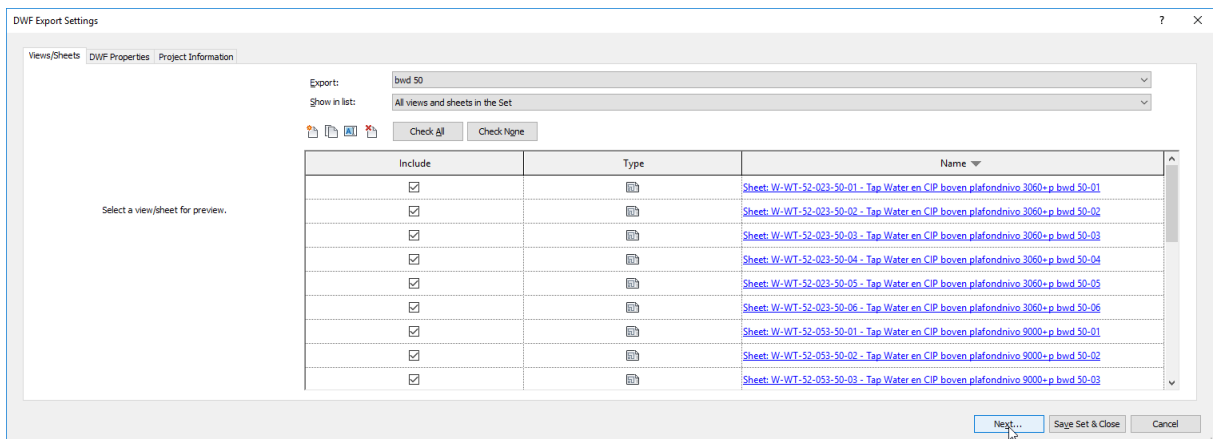 DWF Export Settings
? X
Views/Sheets DWF Properties Project Information
Export: bwd 50
Show in list: All views and sheets in the Set
Check All Check None
Include Type Name
Select a view/sheet for preview.
Sheet: W-WT-52-023-50-01 - Tap Water en CIP boven plafondnivo 3060+p bwd 50-01
Sheet: W-WT-52-023-50-02 - Tap Water en CIP boven plafondnivo 3060+p bwd 50-02
Sheet: W-WT-52-023-50-03 - Tap Water en CIP boven plafondnivo 3060+p bwd 50-03
Sheet: W-WT-52-023-50-04 - Tap Water en CIP boven plafondnivo 3060+p bwd 50-04
Sheet: W-WT-52-023-50-05 - Tap Water en CIP boven plafondnivo 3060+p bwd 50-05
Sheet: W-WT-52-023-50-06 - Tap Water en CIP boven plafondnivo 3060+p bwd 50-06
Sheet: W-WT-52-053-50-01 - Tap Water en CIP boven plafondnivo 9000+p bwd 50-01
Sheet: W-WT-52-053-50-02 - Tap Water en CIP boven plafondnivo 9000+p bwd 50-02
Sheet: W-WT-52-053-50-03 - Tap Water en CIP boven plafondnivo 9000+p bwd 50-03
Next... Save Set & Close Cancel